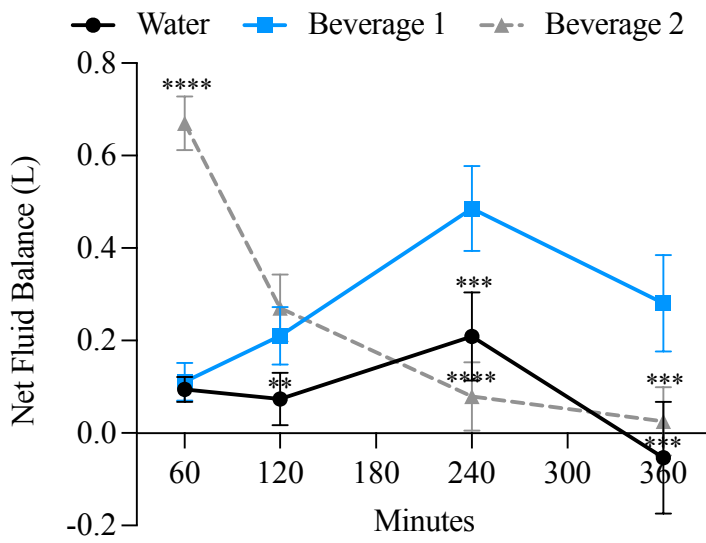 Water Beverage 1 Beverage 2
0.8
****
0.6
0.4
***
0.2
** **** ***
0.0
***
60 120 180 240 300 360
-0.2
Minutes
Net Fluid Balance (L)